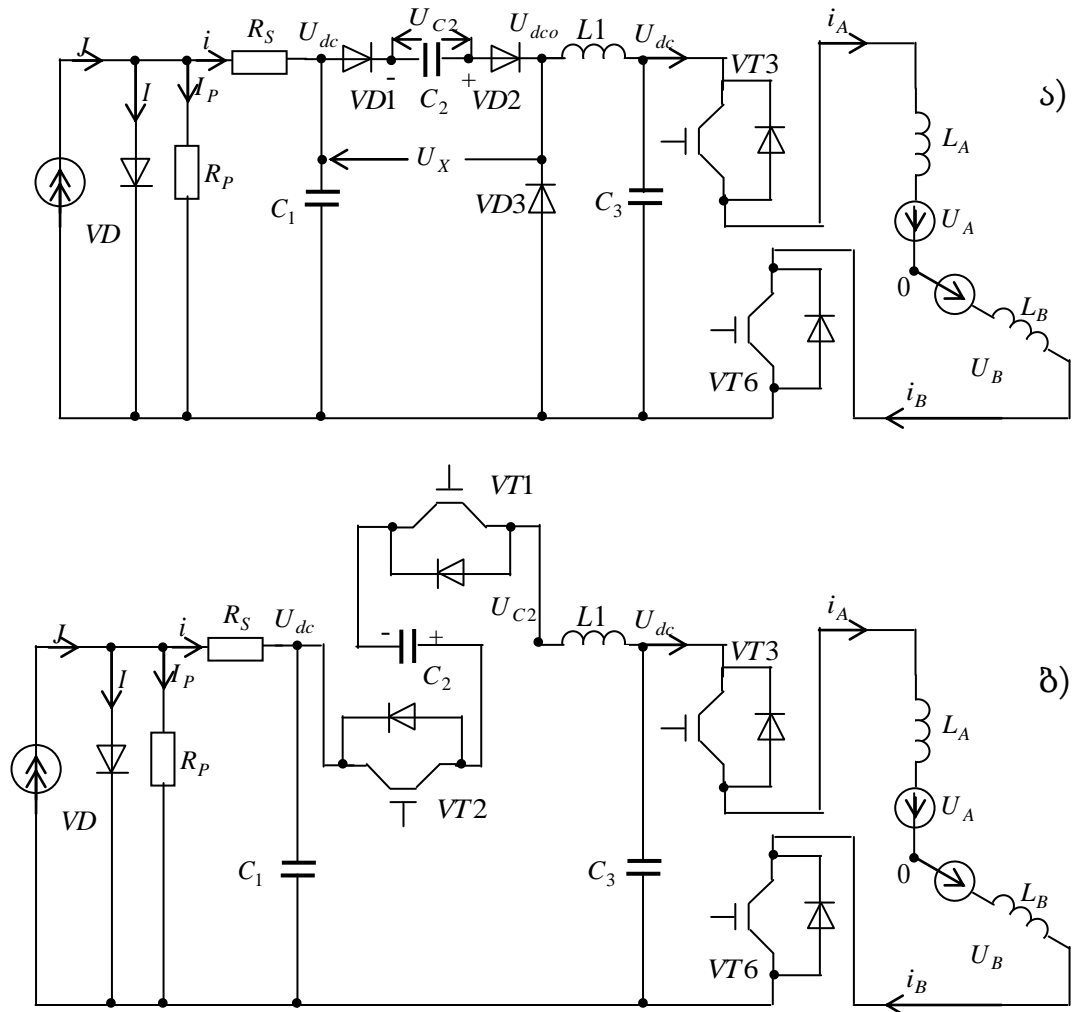 J
i
R_S
U_dc
U_C2
U_dco
L1
U_dc
i_A
I
I_P
-
+
VD1
C_2
VD2
VT3
ა)
L_A
R_P
U_X
VD
C_1
VD3
C_3
U_A
0
L_B
VT6
U_B
i_B
VT1
U_C2
L1
U_dc
i_A
J
i
R_S
U_dc
-
+
C_2
VT3
ბ)
I
I_P
L_A
R_P
VD
VT2
U_A
C_1
C_3
0
L_B
VT6
U_B
i_B